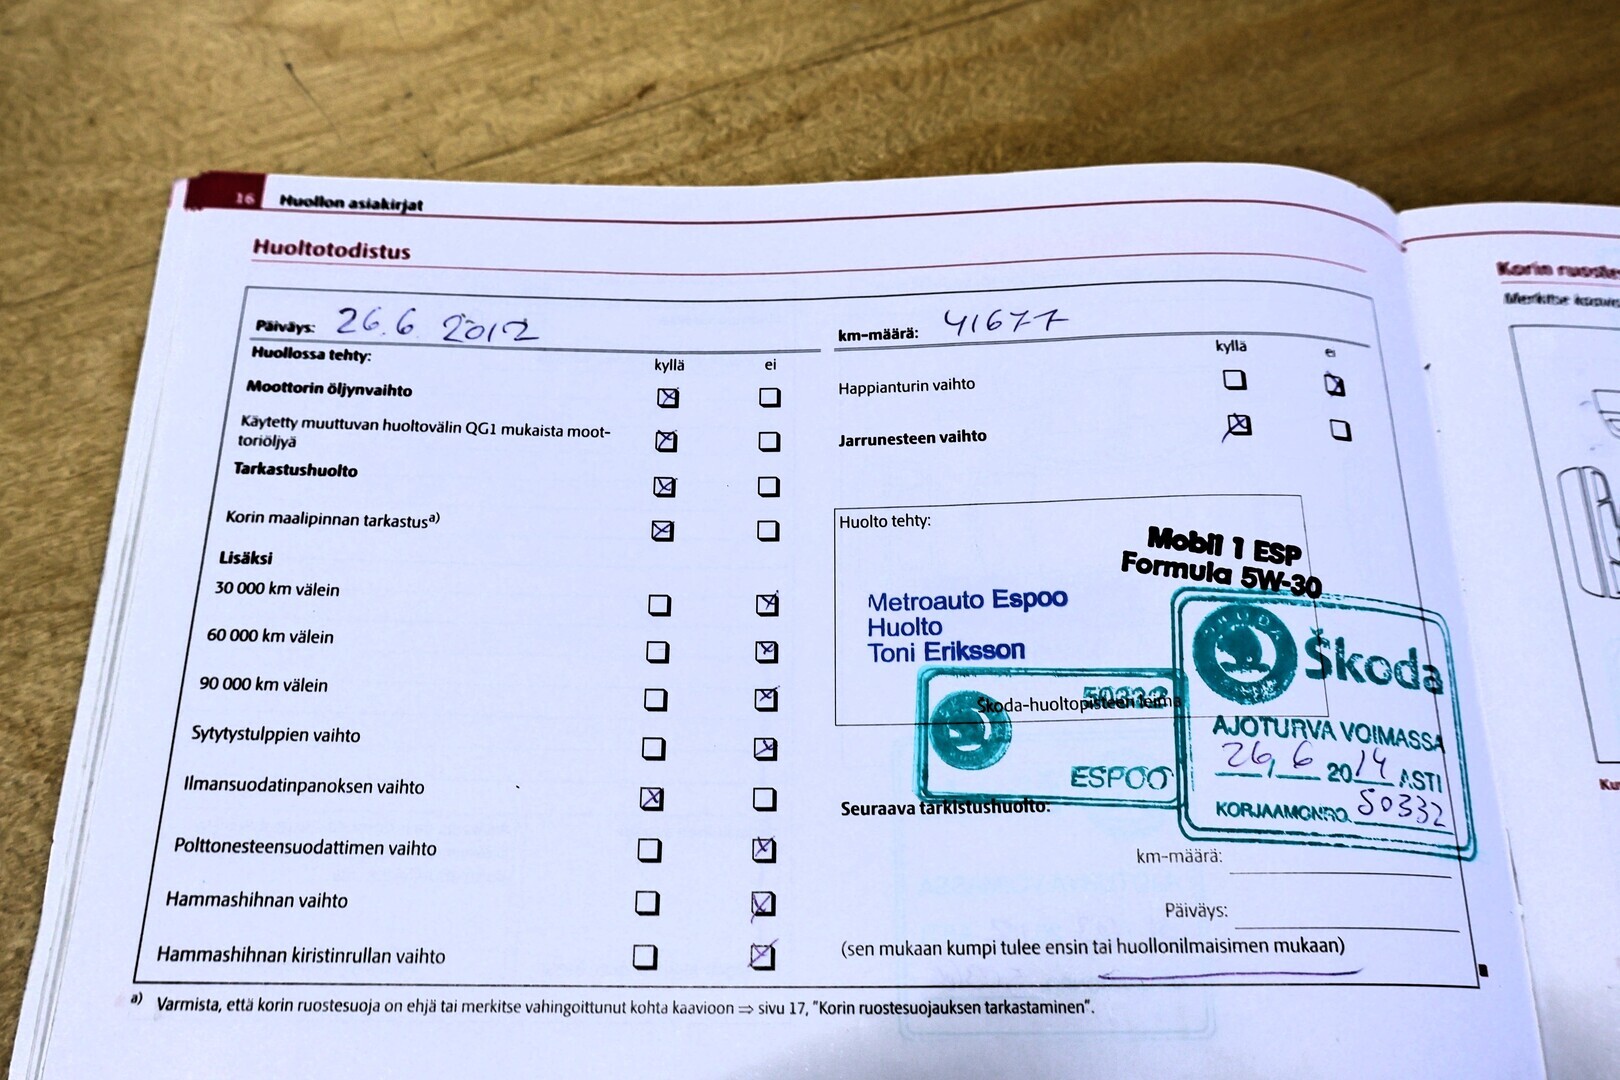 16 Huollon asiakirjat
Huoltotodistus
Päiväys: 26.6 2012
Huollossa tehty:
kyllä ei
Moottorin öljynvaihto
Käytetty muuttuvan huoltovälin QG1 mukaista moot-
toriöljyä
Tarkastushuolto
Korin maalipinnan tarkastus a)
Lisäksi
30 000 km välein
60 000 km välein
90 000 km välein
Sytytystulppien vaihto
Ilmansuodatinpanoksen vaihto
Polttonesteensuodattimen vaihto
Hammashihnan vaihto
Hammashihnan kiristinrullan vaihto
km-määrä: 41677
kyllä ei
Happianturin vaihto
Jarrunesteen vaihto
Huolto tehty:
Mobil 1 ESP
Formula 5W-30
Metroauto Espoo
Huolto
Toni Eriksson
50332
Škoda-huoltopisteen leima
ESPOO
SKODA
Škoda
AJOTURVA VOIMASSA
26, 6 2014 ASTI
KORJAAMONRO. 50332
Seuraava tarkistushuolto:
km-määrä:
Päiväys:
(sen mukaan kumpi tulee ensin tai huollonilmaisimen mukaan)
a) Varmista, että korin ruostesuoja on ehjä tai merkitse vahingoittunut kohta kaavioon ⇒ sivu 17, "Korin ruostesuojauksen tarkastaminen".
Korin